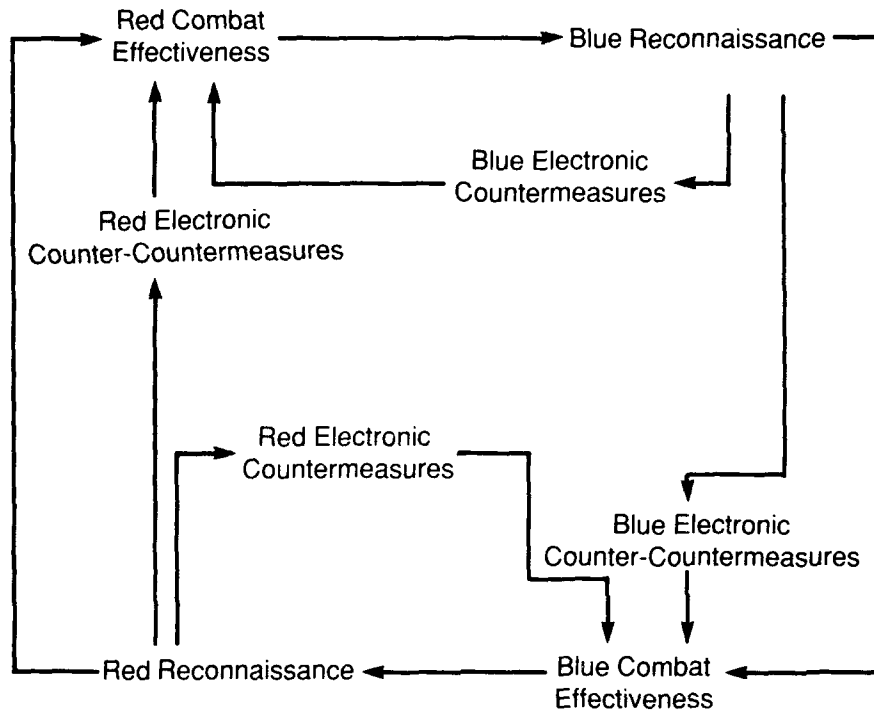 Red Combat
Effectiveness
Blue Reconnaissance
Blue Electronic
Countermeasures
Red Electronic
Counter-Countermeasures
Red Electronic
Countermeasures
Blue Electronic
Counter-Countermeasures
Red Reconnaissance
Blue Combat
Effectiveness